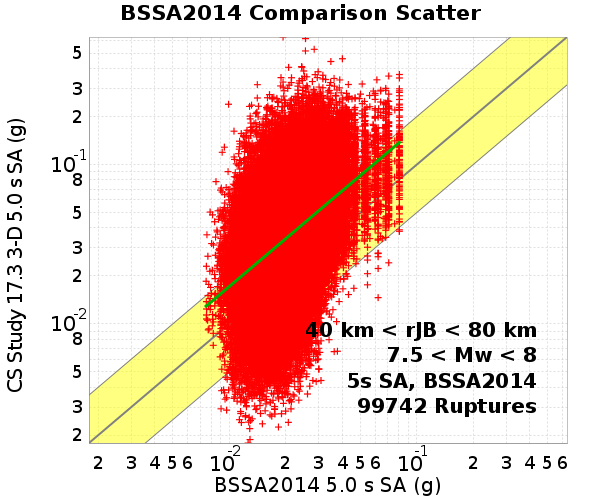 BSSA2014 Comparison Scatter
CS Study 17.3 3-D 5.0 s SA (g)
5
3
2
10-1
8
5
3
2
10-2
8
5
3
2
40 km < rJB < 80 km
7.5 < Mw < 8
5s SA, BSSA2014
99742 Ruptures
2 3 4 5 6 10-2 2 3 4 5 6 10-1 2 3 4 5 6
BSSA2014 5.0 s SA (g)